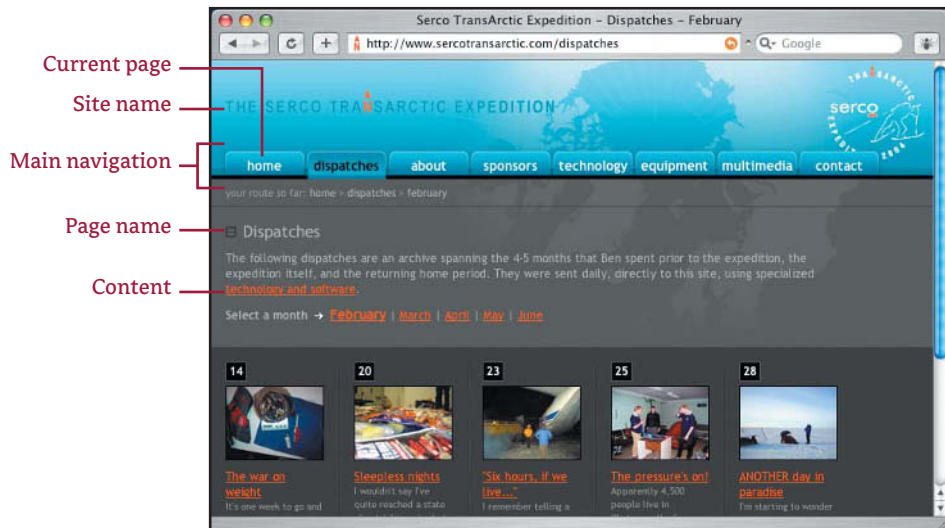 Serco TransArctic Expedition – Dispatches – February
http://www.sercotransarctic.com/dispatches
Google
Current page
Site name
THE SERCO TRANSARCTIC EXPEDITION
serco
Main navigation
home dispatches about sponsors technology equipment multimedia contact
your route so far: home > dispatches > february
Page name
Dispatches
The following dispatches are an archive spanning the 4-5 months that Ben spent prior to the expedition, the
expedition itself, and the returning home period. They were sent daily, directly to this site, using specialized
Content
technology and software.
Select a month → February | March | April | May | June
14 20 23 25 28
The war on weight
It's one week to go and
Sleepless nights
I wouldn't say I've
quite reached a state
"Six hours, if we
live..."
I remember telling a
The pressure's on!
Apparently 4,500
people live in
ANOTHER day in
paradise
I'm starting to wonder